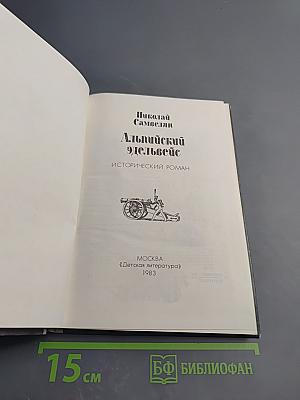 Николай
Самвелян
Альпийский
эдельвейс
ИСТОРИЧЕСКИЙ РОМАН
МОСКВА
«Детская литература»
1983
15 см
БФ БИБЛИОФАН